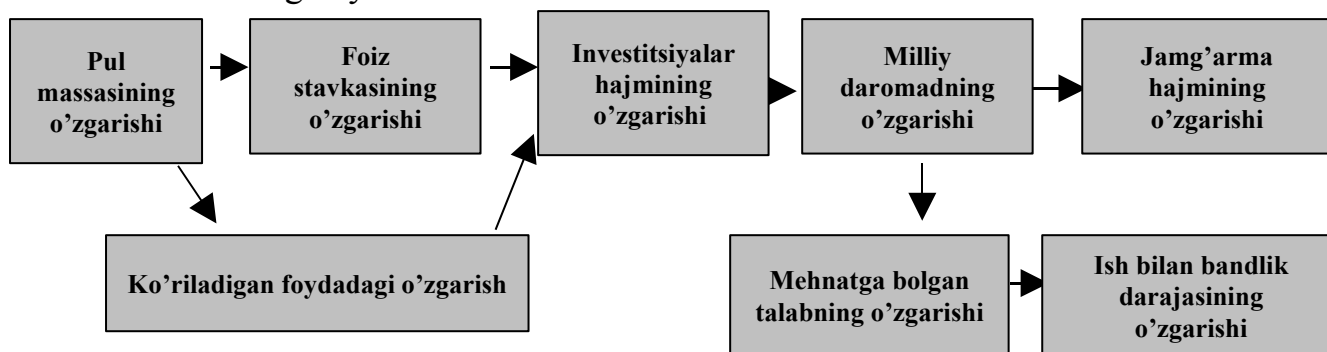 Pul
massasining
o’zgarishi
Foiz
stavkasining
o’zgarishi
Investitsiyalar
hajmining
o’zgarishi
Milliy
daromadning
o’zgarishi
Jamg’arma
hajmining
o’zgarishi
Ko’riladigan foydadagi o’zgarish
Mehnatga bolgan
talabning o’zgarishi
Ish bilan bandlik
darajasining
o’zgarishi